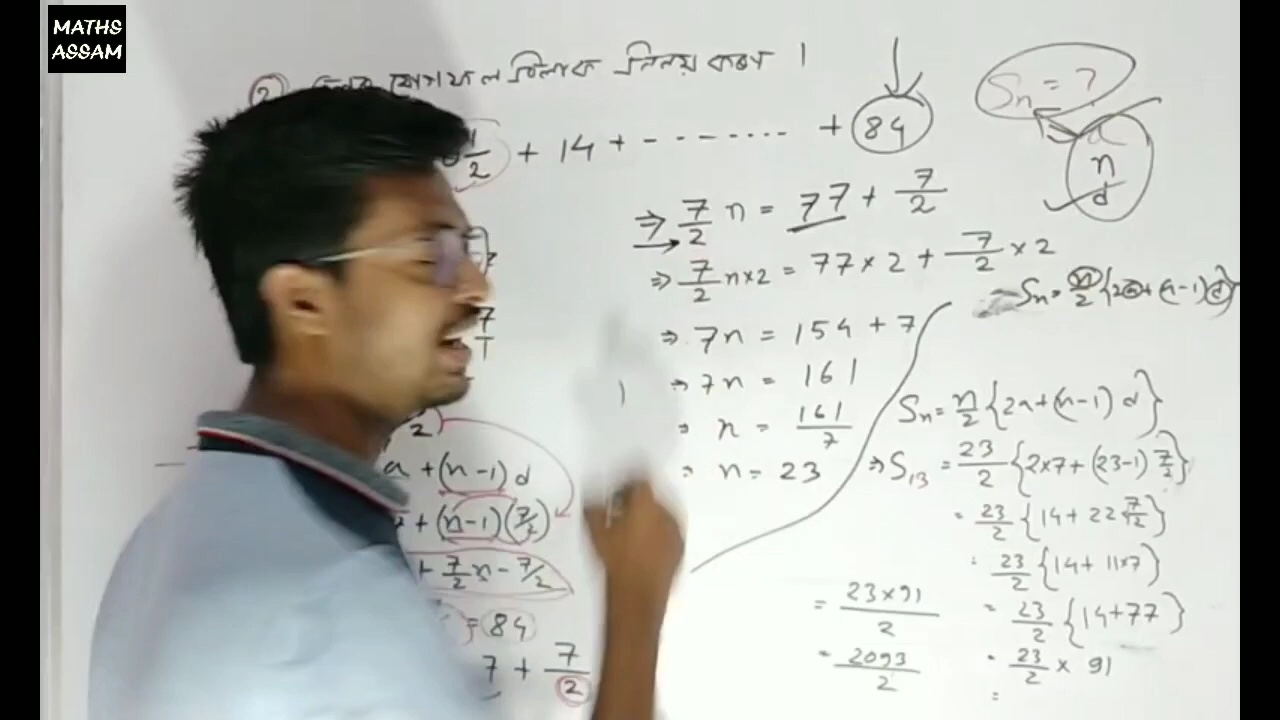 MATHS
ASSAM
2 যোগফল নিৰ্ণয় কৰা ।
1/2 + 14 + - - - - - - - + 84
Sn = ?
n
d
⇒ 7/2 n = 77 + 7/2
⇒ 7/2 n×2 = 77×2 + 7/2 × 2
⇒ 7n = 154 + 7
⇒ 7n = 161
⇒ n = 161/7
= n = 23
a + (n-1) d
+ (n-1)(7/2)
+ 7/2 n - 7/2
= 84
7 + 7/2
Sn = n/2 {2a + (n-1) d}
Sn = n/2 {2a + (n-1) d}
⇒ S13 = 23/2 {2×7 + (23-1) 7/2}
= 23/2 {14 + 22 7/2}
= 23/2 {14 + 11×7}
= 23/2 {14+77}
= 23/2 × 91
=
= 23×91/2
= 2093/2